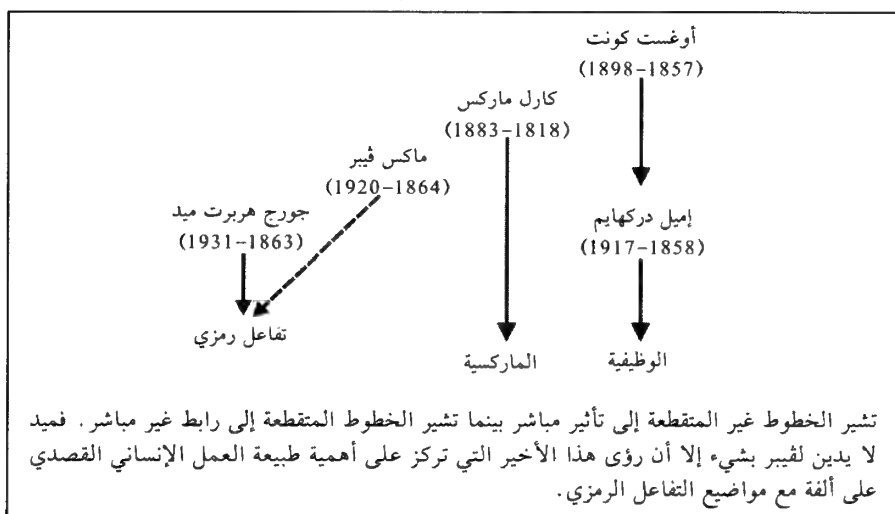 أوغست كونت
(1857-1898)
كارل ماركس
(1818-1883)
ماكس ڤيبر
(1864-1920)
جورج هربرت ميد
(1863-1931)
إميل دركهايم
(1858-1917)
تفاعل رمزي
الماركسية
الوظيفية
تشير الخطوط غير المتقطعة إلى تأثير مباشر بينما تشير الخطوط المتقطعة إلى رابط غير مباشر. فميد
لا يدين لڤيبر بشيء إلا أن رؤى هذا الأخير التي تركز على أهمية طبيعة العمل الإنساني القصدي
على ألفة مع مواضيع التفاعل الرمزي.